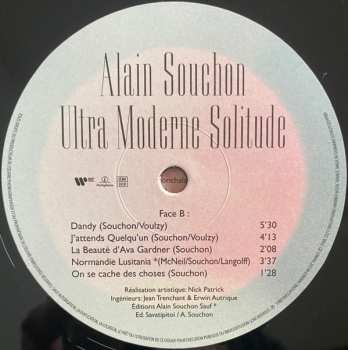 Alain Souchon
Ultra Moderne Solitude
Face B :
Dandy (Souchon/Voulzy) 5'30
J'attends Quelqu'un (Souchon/Voulzy) 4'13
La Beauté d'Ava Gardner (Souchon) 2'08
Normandie Lusitania *(McNeil/Souchon/Langolff) 3'37
On se cache des choses (Souchon) 1'28
Réalisation artistique: Nick Patrick
Ingénieurs: Jean Trenchant & Erwin Autrique
Editions Alain Souchon Sauf *
Ed: Savatipitoi / A. Souchon